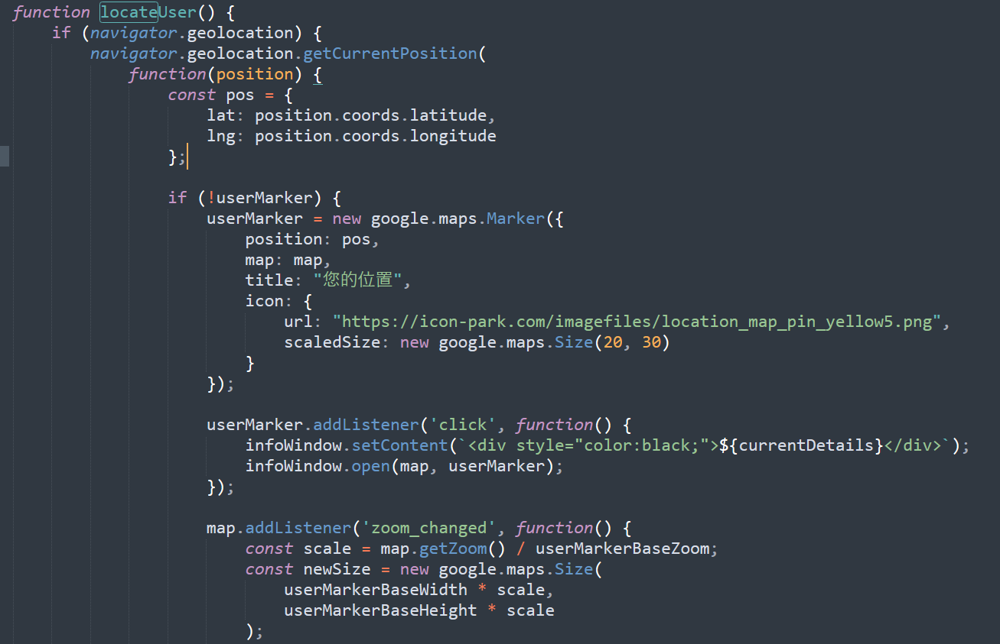 function locateUser() {
if (navigator.geolocation) {
navigator.geolocation.getCurrentPosition(
function(position) {
const pos = {
lat: position.coords.latitude,
lng: position.coords.longitude
};
if (!userMarker) {
userMarker = new google.maps.Marker({
position: pos,
map: map,
title: "您的位置",
icon: {
url: "https://icon-park.com/imagefiles/location_map_pin_yellow5.png",
scaledSize: new google.maps.Size(20, 30)
}
});
userMarker.addListener('click', function() {
infoWindow.setContent(`<div style="color:black;">${currentDetails}</div>`);
infoWindow.open(map, userMarker);
});
map.addListener('zoom_changed', function() {
const scale = map.getZoom() / userMarkerBaseZoom;
const newSize = new google.maps.Size(
userMarkerBaseWidth * scale,
userMarkerBaseHeight * scale
);